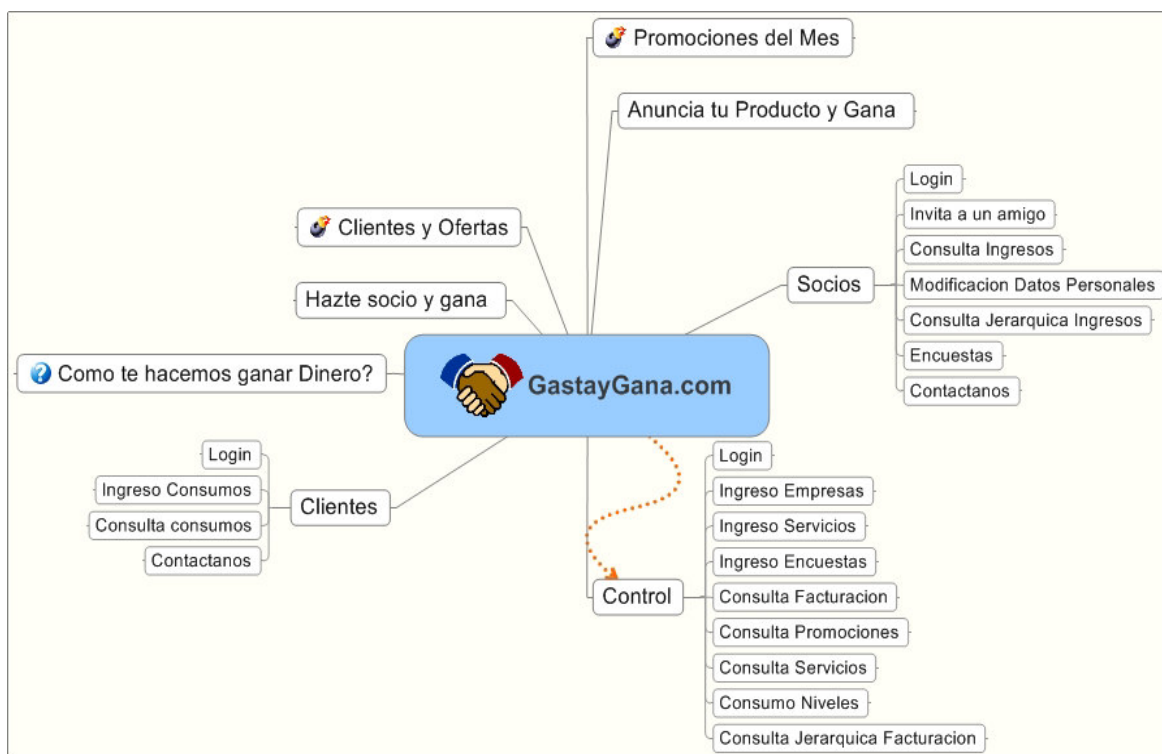 Promociones del Mes
Anuncia tu Producto y Gana
Socios
Login
Invita a un amigo
Consulta Ingresos
Modificacion Datos Personales
Consulta Jerarquica Ingresos
Encuestas
Contactanos
Clientes y Ofertas
Hazte socio y gana
Como te hacemos ganar Dinero?
GastayGana.com
Clientes
Login
Ingreso Consumos
Consulta consumos
Contactanos
Control
Login
Ingreso Empresas
Ingreso Servicios
Ingreso Encuestas
Consulta Facturacion
Consulta Promociones
Consulta Servicios
Consumo Niveles
Consulta Jerarquica Facturacion